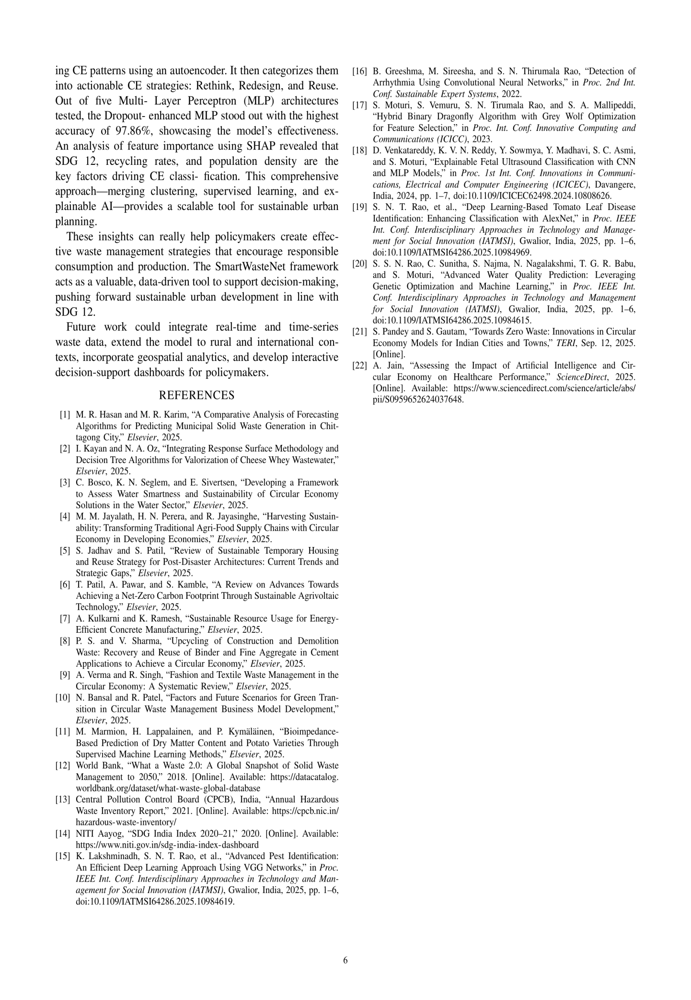 ing CE patterns using an autoencoder. It then categorizes them
into actionable CE strategies: Rethink, Redesign, and Reuse.
Out of five Multi- Layer Perceptron (MLP) architectures
tested, the Dropout- enhanced MLP stood out with the highest
accuracy of 97.86%, showcasing the model's effectiveness.
An analysis of feature importance using SHAP revealed that
SDG 12, recycling rates, and population density are the
key factors driving CE classi- fication. This comprehensive
approach—merging clustering, supervised learning, and ex-
plainable AI—provides a scalable tool for sustainable urban
planning.
These insights can really help policymakers create effec-
tive waste management strategies that encourage responsible
consumption and production. The SmartWasteNet framework
acts as a valuable, data-driven tool to support decision-making,
pushing forward sustainable urban development in line with
SDG 12.
Future work could integrate real-time and time-series
waste data, extend the model to rural and international con-
texts, incorporate geospatial analytics, and develop interactive
decision-support dashboards for policymakers.
REFERENCES
[1] M. R. Hasan and M. R. Karim, “A Comparative Analysis of Forecasting
Algorithms for Predicting Municipal Solid Waste Generation in Chit-
tagong City,” Elsevier, 2025.
[2] I. Kayan and N. A. Oz, “Integrating Response Surface Methodology and
Decision Tree Algorithms for Valorization of Cheese Whey Wastewater,”
Elsevier, 2025.
[3] C. Bosco, K. N. Seglem, and E. Sivertsen, “Developing a Framework
to Assess Water Smartness and Sustainability of Circular Economy
Solutions in the Water Sector,” Elsevier, 2025.
[4] M. M. Jayalath, H. N. Perera, and R. Jayasinghe, “Harvesting Sustain-
ability: Transforming Traditional Agri-Food Supply Chains with Circular
Economy in Developing Economies,” Elsevier, 2025.
[5] S. Jadhav and S. Patil, “Review of Sustainable Temporary Housing
and Reuse Strategy for Post-Disaster Architectures: Current Trends and
Strategic Gaps,” Elsevier, 2025.
[6] T. Patil, A. Pawar, and S. Kamble, “A Review on Advances Towards
Achieving a Net-Zero Carbon Footprint Through Sustainable Agrivoltaic
Technology,” Elsevier, 2025.
[7] A. Kulkarni and K. Ramesh, “Sustainable Resource Usage for Energy-
Efficient Concrete Manufacturing,” Elsevier, 2025.
[8] P. S. and V. Sharma, “Upcycling of Construction and Demolition
Waste: Recovery and Reuse of Binder and Fine Aggregate in Cement
Applications to Achieve a Circular Economy,” Elsevier, 2025.
[9] A. Verma and R. Singh, “Fashion and Textile Waste Management in the
Circular Economy: A Systematic Review,” Elsevier, 2025.
[10] N. Bansal and R. Patel, “Factors and Future Scenarios for Green Tran-
sition in Circular Waste Management Business Model Development,”
Elsevier, 2025.
[11] M. Marmion, H. Lappalainen, and P. Kymäläinen, “Bioimpedance-
Based Prediction of Dry Matter Content and Potato Varieties Through
Supervised Machine Learning Methods,” Elsevier, 2025.
[12] World Bank, “What a Waste 2.0: A Global Snapshot of Solid Waste
Management to 2050,” 2018. [Online]. Available: https://datacatalog.
worldbank.org/dataset/what-waste-global-database
[13] Central Pollution Control Board (CPCB), India, “Annual Hazardous
Waste Inventory Report,” 2021. [Online]. Available: https://cpcb.nic.in/
hazardous-waste-inventory/
[14] NITI Aayog, “SDG India Index 2020–21,” 2020. [Online]. Available:
https://www.niti.gov.in/sdg-india-index-dashboard
[15] K. Lakshminadh, S. N. T. Rao, et al., “Advanced Pest Identification:
An Efficient Deep Learning Approach Using VGG Networks,” in Proc.
IEEE Int. Conf. Interdisciplinary Approaches in Technology and Man-
agement for Social Innovation (IATMSI), Gwalior, India, 2025, pp. 1–6,
doi:10.1109/IATMSI64286.2025.10984619.
[16] B. Greeshma, M. Sireesha, and S. N. Thirumala Rao, “Detection of
Arrhythmia Using Convolutional Neural Networks,” in Proc. 2nd Int.
Conf. Sustainable Expert Systems, 2022.
[17] S. Moturi, S. Vemuru, S. N. Tirumala Rao, and S. A. Mallipeddi,
“Hybrid Binary Dragonfly Algorithm with Grey Wolf Optimization
for Feature Selection,” in Proc. Int. Conf. Innovative Computing and
Communications (ICICC), 2023.
[18] D. Venkatareddy, K. V. N. Reddy, Y. Sowmya, Y. Madhavi, S. C. Asmi,
and S. Moturi, “Explainable Fetal Ultrasound Classification with CNN
and MLP Models,” in Proc. 1st Int. Conf. Innovations in Communi-
cations, Electrical and Computer Engineering (ICICEC), Davangere,
India, 2024, pp. 1–7, doi:10.1109/ICICEC62498.2024.10808626.
[19] S. N. T. Rao, et al., “Deep Learning-Based Tomato Leaf Disease
Identification: Enhancing Classification with AlexNet,” in Proc. IEEE
Int. Conf. Interdisciplinary Approaches in Technology and Manage-
ment for Social Innovation (IATMSI), Gwalior, India, 2025, pp. 1–6,
doi:10.1109/IATMSI64286.2025.10984969.
[20] S. S. N. Rao, C. Sunitha, S. Najma, N. Nagalakshmi, T. G. R. Babu,
and S. Moturi, “Advanced Water Quality Prediction: Leveraging
Genetic Optimization and Machine Learning,” in Proc. IEEE Int.
Conf. Interdisciplinary Approaches in Technology and Management
for Social Innovation (IATMSI), Gwalior, India, 2025, pp. 1–6,
doi:10.1109/IATMSI64286.2025.10984615.
[21] S. Pandey and S. Gautam, “Towards Zero Waste: Innovations in Circular
Economy Models for Indian Cities and Towns,” TERI, Sep. 12, 2025.
[Online].
[22] A. Jain, “Assessing the Impact of Artificial Intelligence and Cir-
cular Economy on Healthcare Performance,” ScienceDirect, 2025.
[Online]. Available: https://www.sciencedirect.com/science/article/abs/
pii/S0959652624037648.
6